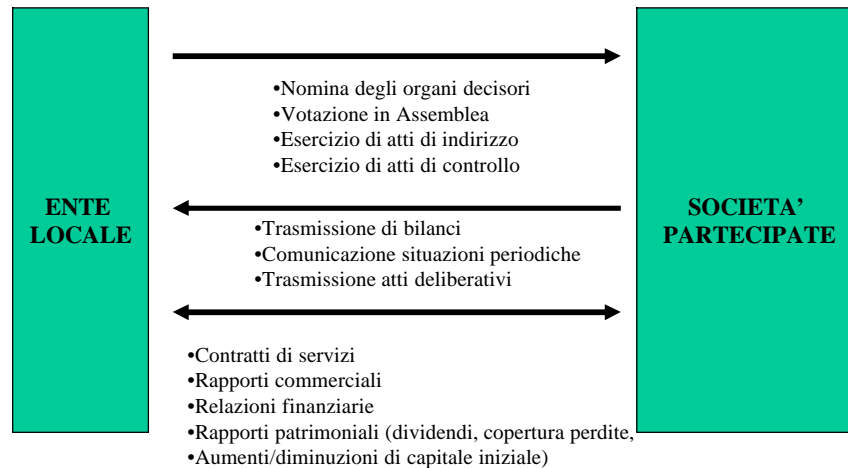 •Nomina degli organi decisori
•Votazione in Assemblea
•Esercizio di atti di indirizzo
•Esercizio di atti di controllo
ENTE
LOCALE
•Trasmissione di bilanci
•Comunicazione situazioni periodiche
•Trasmissione atti deliberativi
SOCIETA’
PARTECIPATE
•Contratti di servizi
•Rapporti commerciali
•Relazioni finanziarie
•Rapporti patrimoniali (dividendi, copertura perdite,
•Aumenti/diminuzioni di capitale iniziale)